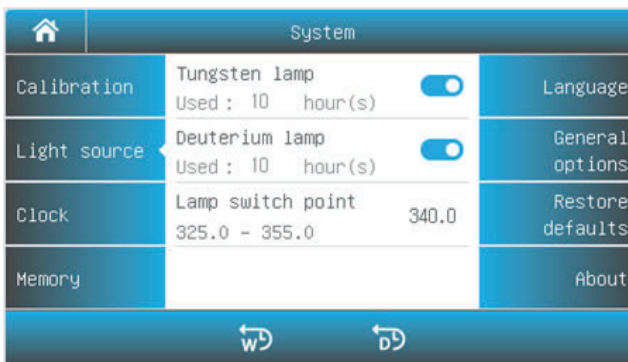 System
Calibration
Light source
Clock
Memory
Tungsten lamp
Used : 10 hour(s)
Deuterium lamp
Used : 10 hour(s)
Lamp switch point
325.0 - 355.0
340.0
Language
General
options
Restore
defaults
About
W
D